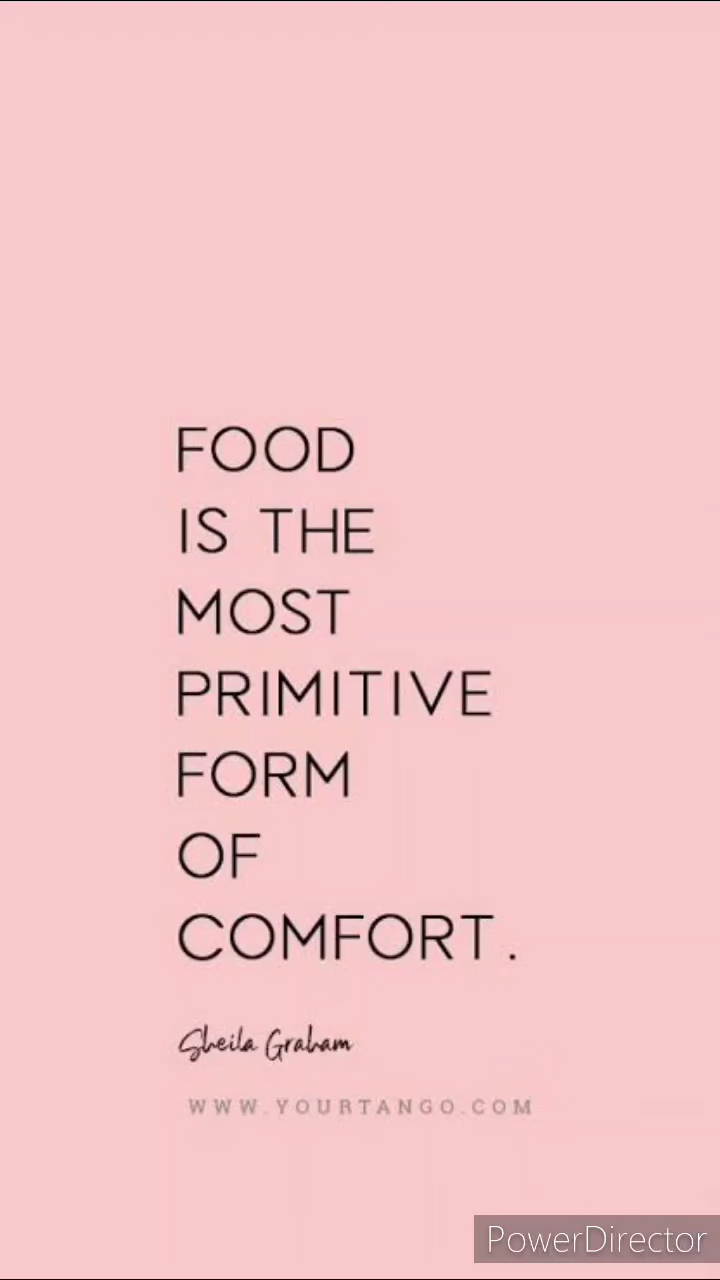 FOOD
IS THE
MOST
PRIMITIVE
FORM
OF
COMFORT.
Sheila Graham
WWW.YOURTANGO.COM
PowerDirector